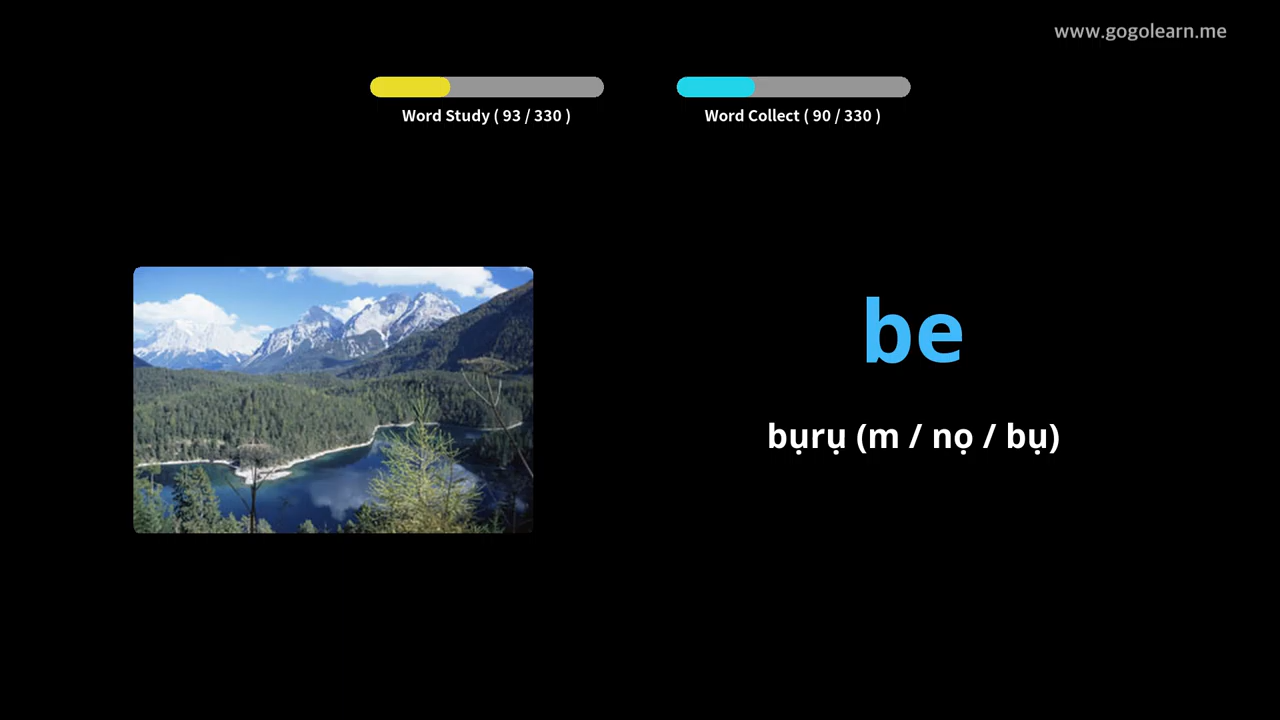 www.gogolearn.me
Word Study ( 93 / 330 )
Word Collect ( 90 / 330 )
be
bụrụ (m / nọ / bụ)